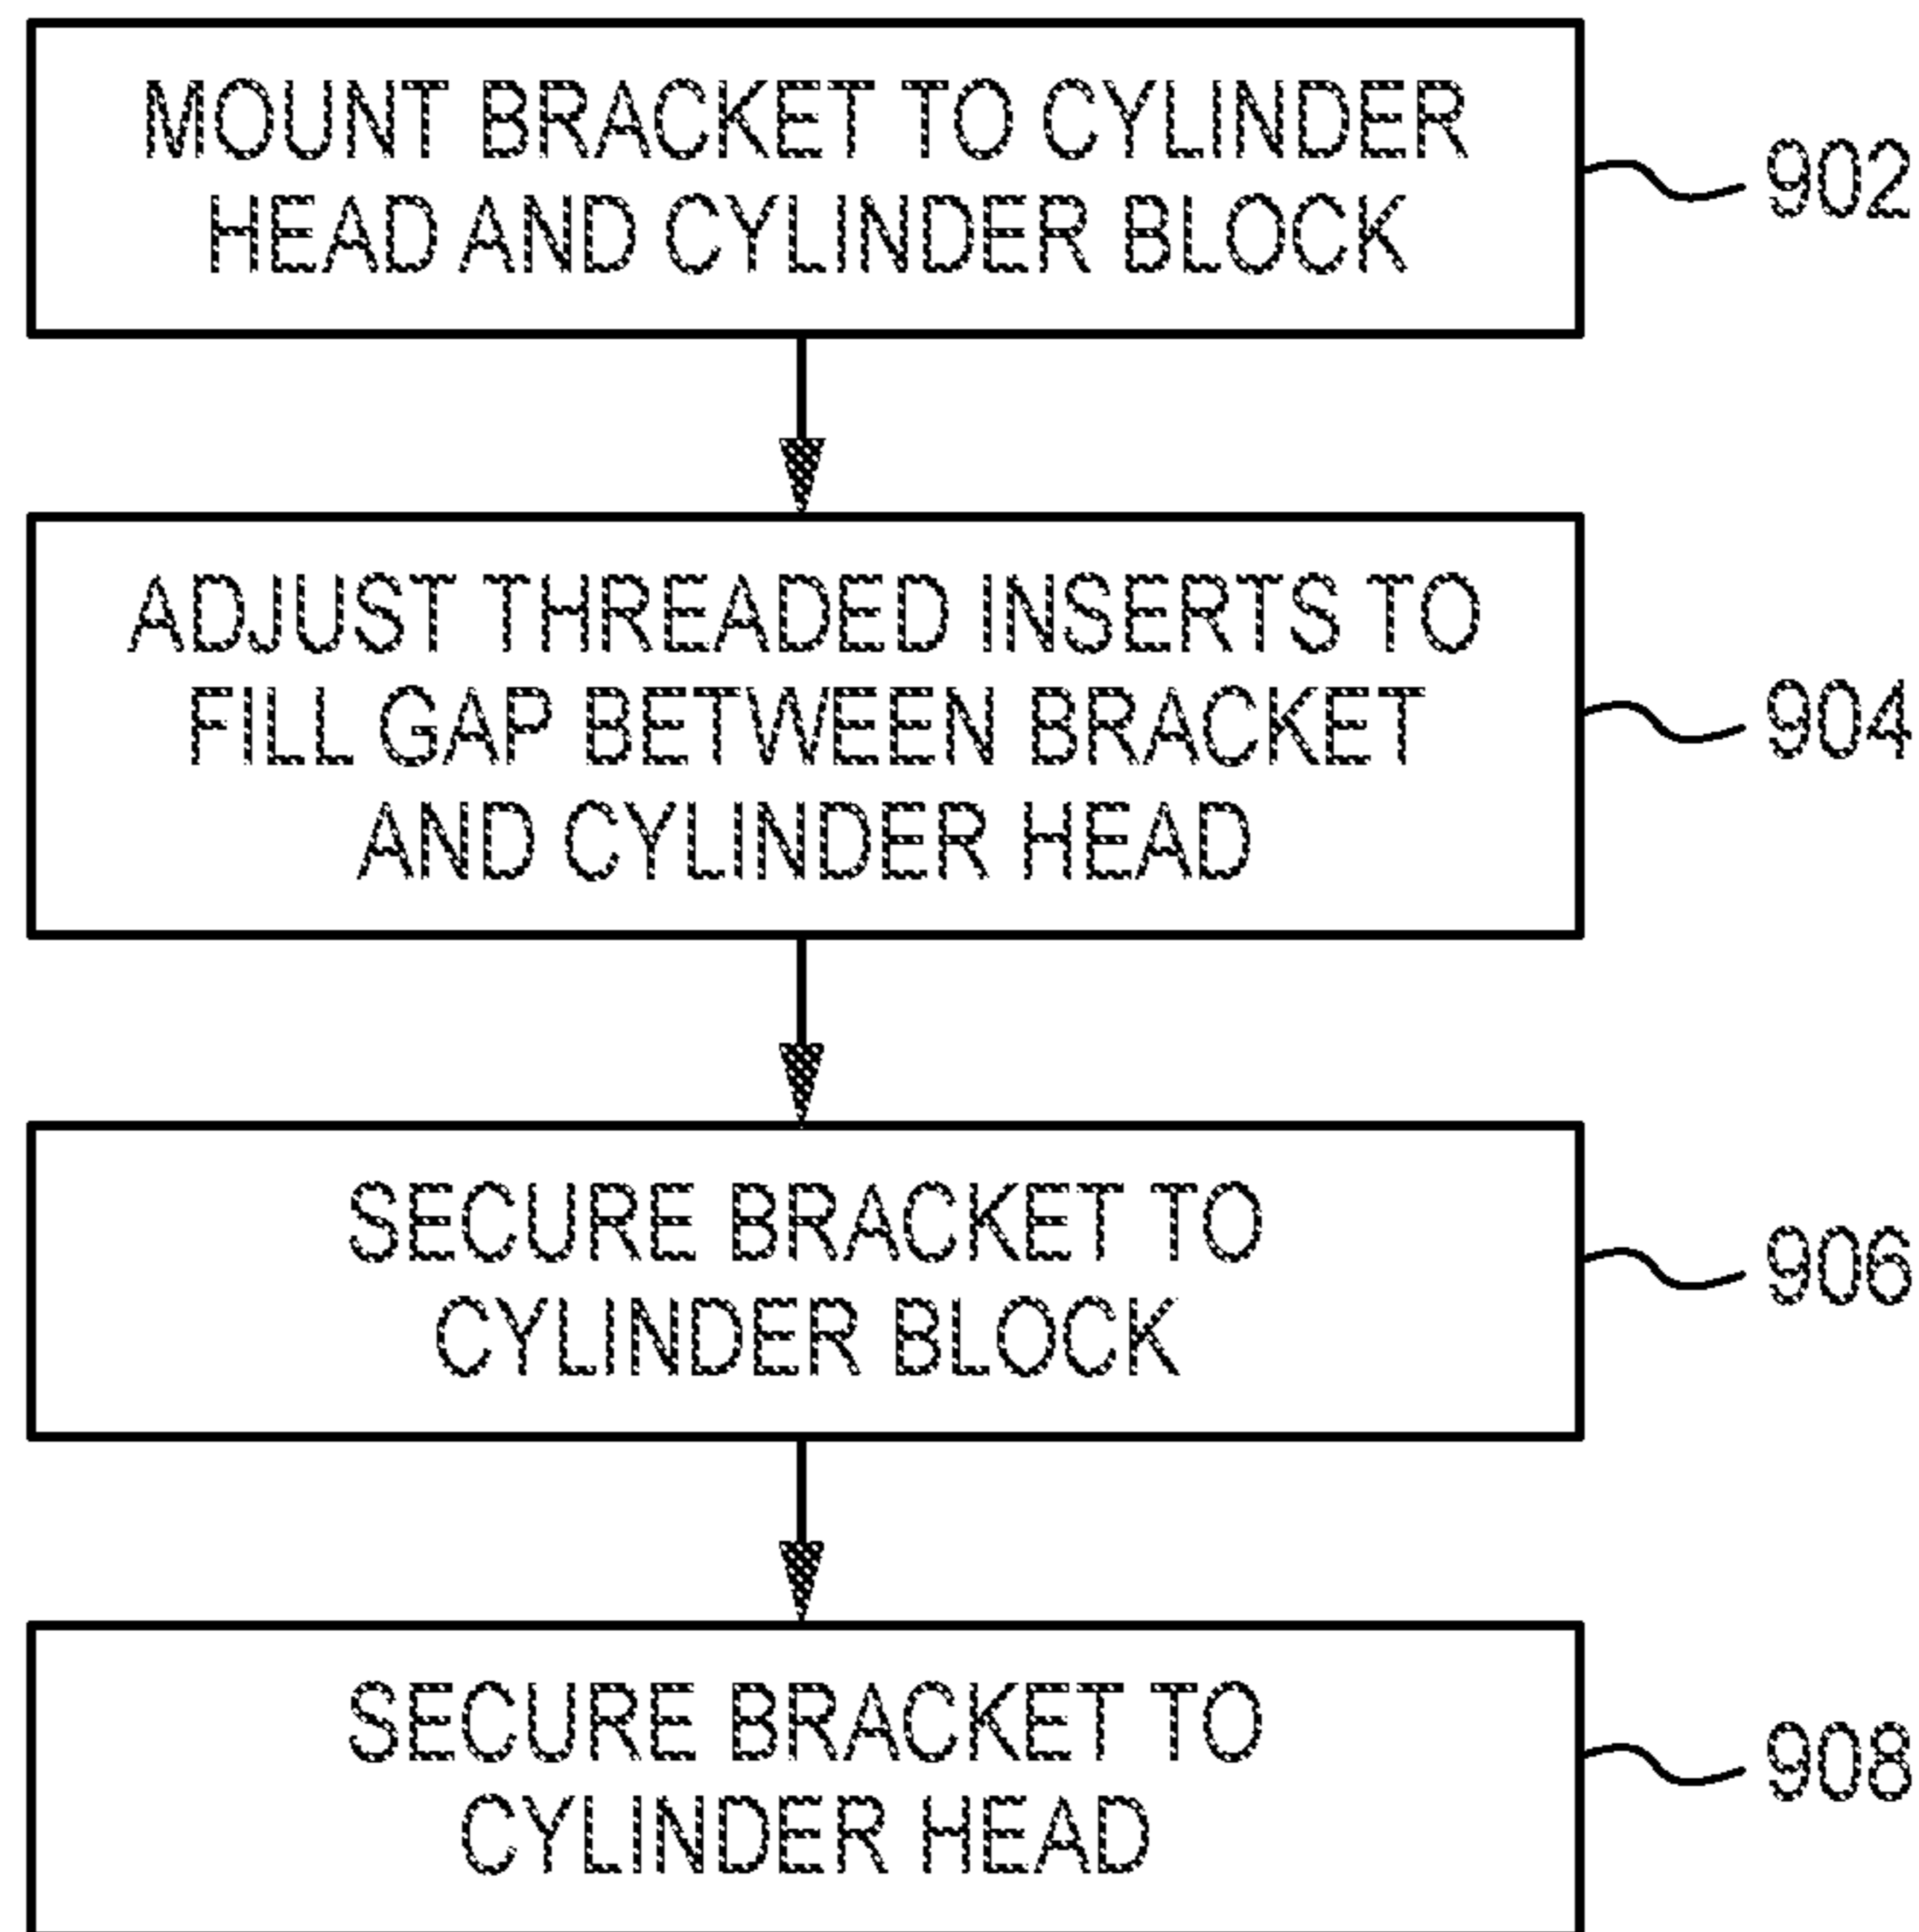 MOUNT BRACKET TO CYLINDER
HEAD AND CYLINDER BLOCK
902
ADJUST THREADED INSERTS TO
FILL GAP BETWEEN BRACKET
AND CYLINDER HEAD
904
SECURE BRACKET TO
CYLINDER BLOCK
906
SECURE BRACKET TO
CYLINDER HEAD
908